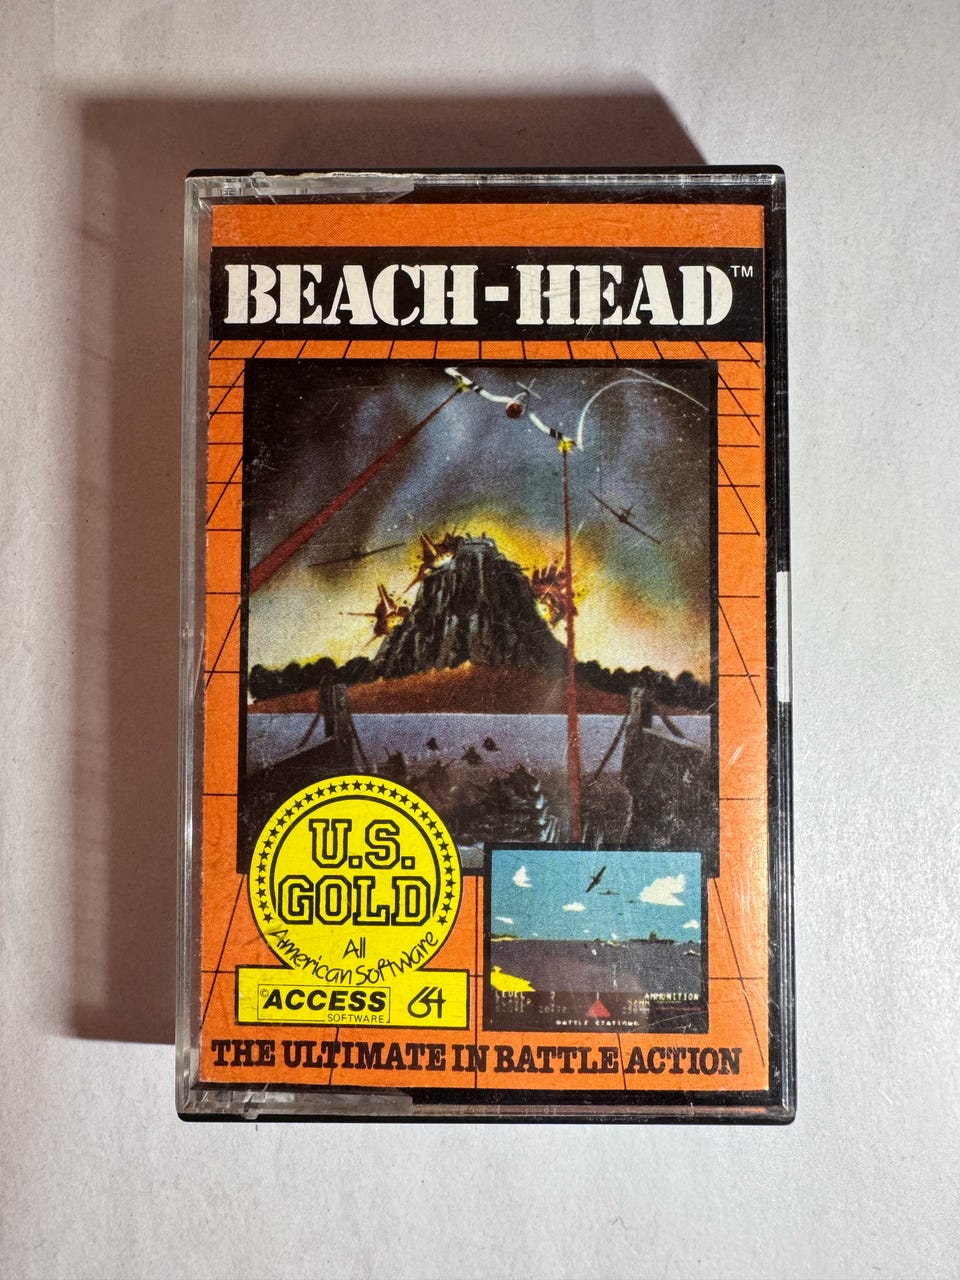 BEACH-HEAD™
U.S.
GOLD
All
American Software
©ACCESS
SOFTWARE
64
AMMUNITION
BATTLE STATIONS
THE ULTIMATE IN BATTLE ACTION